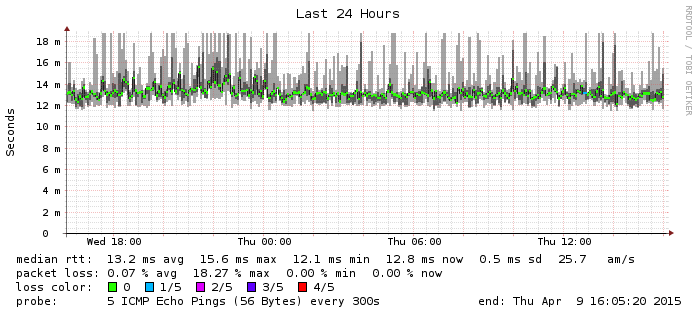 Last 24 Hours
RRDTOOL / TOBI OETIKER
Seconds
18 m
16 m
14 m
12 m
10 m
8 m
6 m
4 m
2 m
0
Wed 18:00 Thu 00:00 Thu 06:00 Thu 12:00
median rtt: 13.2 ms avg 15.6 ms max 12.1 ms min 12.8 ms now 0.5 ms sd 25.7 am/s
packet loss: 0.07 % avg 18.27 % max 0.00 % min 0.00 % now
loss color: 0 1/5 2/5 3/5 4/5
probe: 5 ICMP Echo Pings (56 Bytes) every 300s end: Thu Apr 9 16:05:20 2015